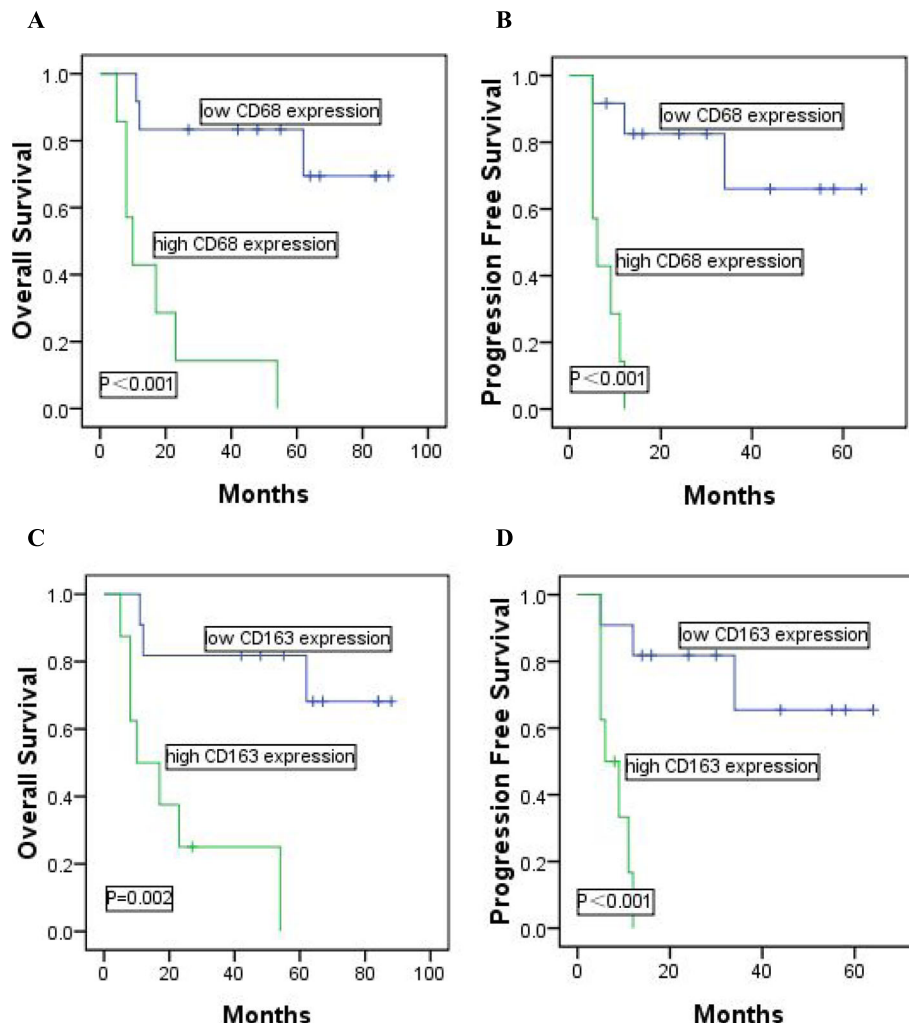 A
B
1.0
0.8
0.6
0.4
0.2
0.0
Overall Survival
low CD68 expression
high CD68 expression
P<0.001
0 20 40 60 80 100
Months
1.0
0.8
0.6
0.4
0.2
0.0
Progression Free Survival
low CD68 expression
high CD68 expression
P<0.001
0 20 40 60
Months
C
D
1.0
0.8
0.6
0.4
0.2
0.0
Overall Survival
low CD163 expression
high CD163 expression
P=0.002
0 20 40 60 80 100
Months
1.0
0.8
0.6
0.4
0.2
0.0
Progression Free Survival
low CD163 expression
high CD163 expression
P<0.001
0 20 40 60
Months